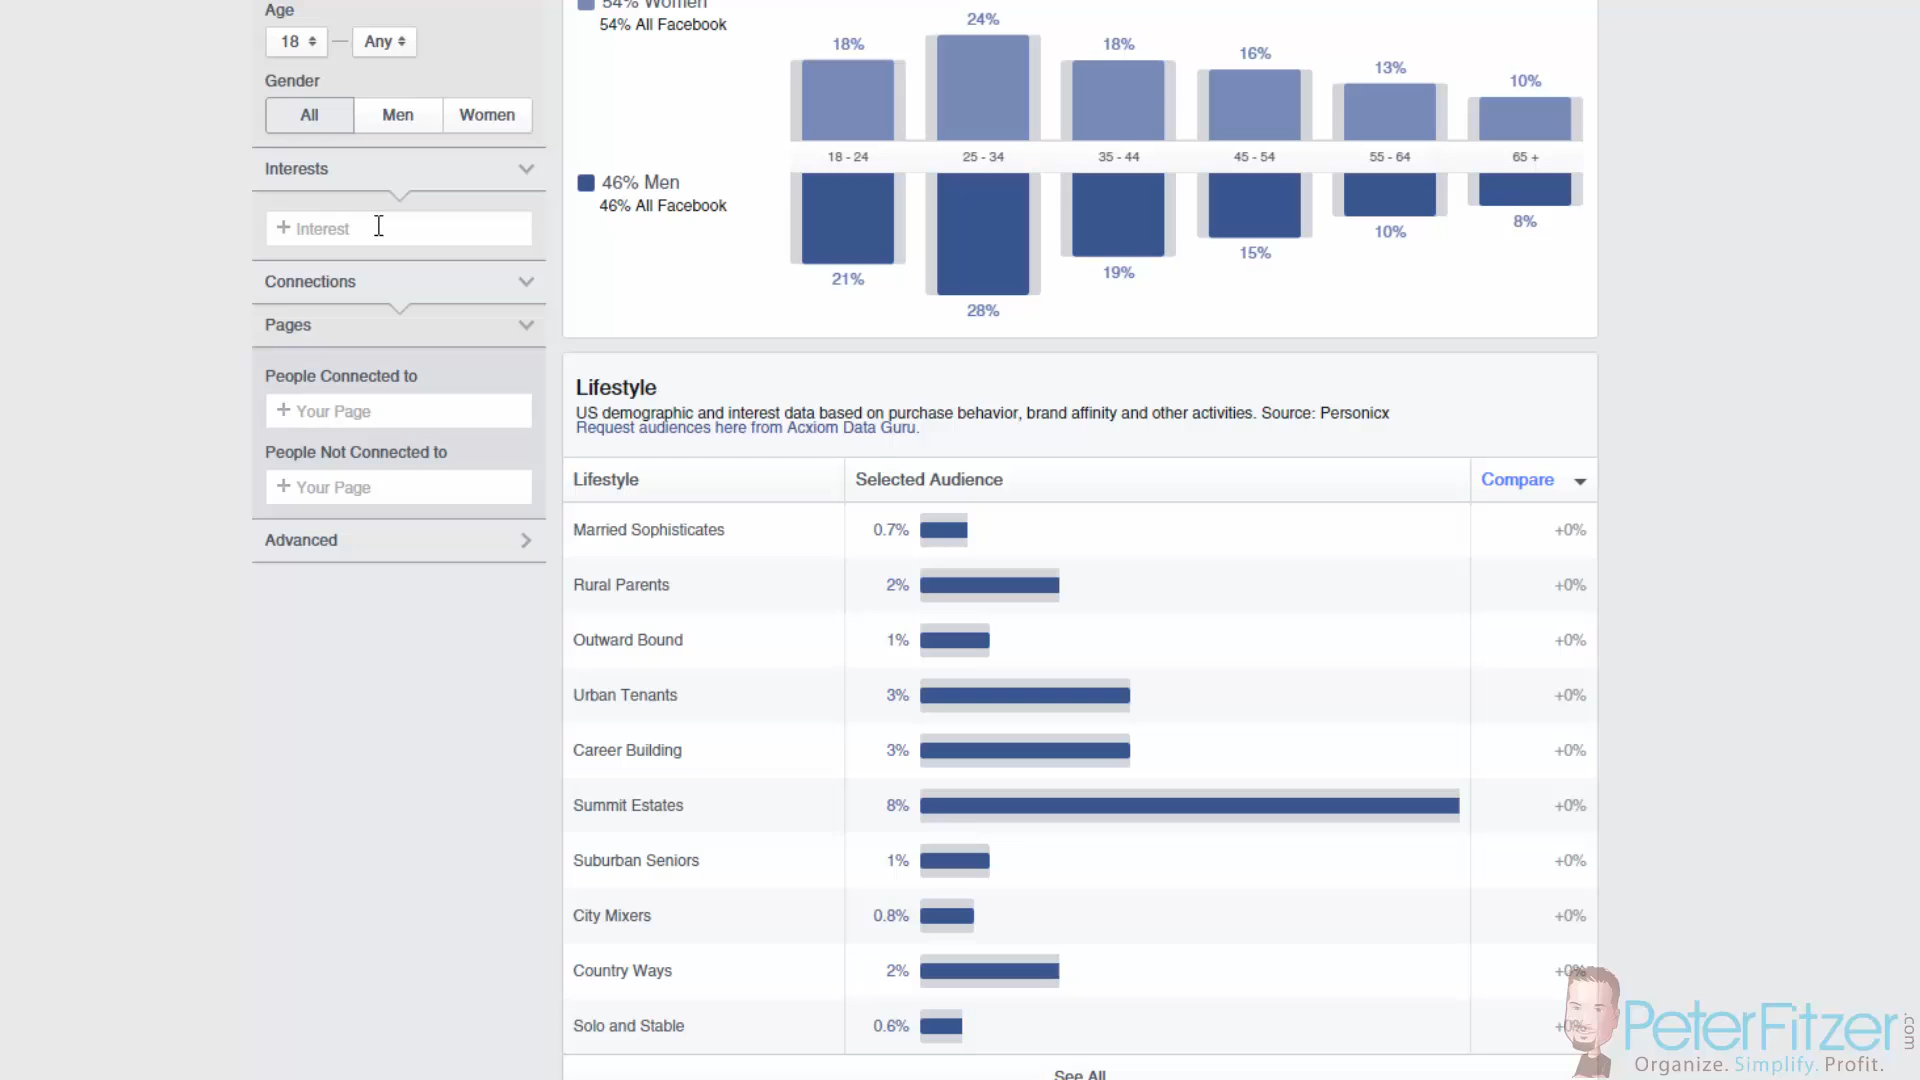 Age
18 — Any
Gender
All Men Women
Interests
+ Interest
Connections
Pages
People Connected to
+ Your Page
People Not Connected to
+ Your Page
Advanced
54% Women
54% All Facebook
18% 24% 18% 16% 13% 10%
18 - 24 25 - 34 35 - 44 45 - 54 55 - 64 65 +
46% Men
46% All Facebook
21% 28% 19% 15% 10% 8%
Lifestyle
US demographic and interest data based on purchase behavior, brand affinity and other activities. Source: Personicx
Request audiences here from Acxiom Data Guru.
Lifestyle Selected Audience Compare
Married Sophisticates 0.7% +0%
Rural Parents 2% +0%
Outward Bound 1% +0%
Urban Tenants 3% +0%
Career Building 3% +0%
Summit Estates 8% +0%
Suburban Seniors 1% +0%
City Mixers 0.8% +0%
Country Ways 2% +0%
Solo and Stable 0.6% +0%
See All
PeterFitzer.com
Organize. Simplify. Profit.